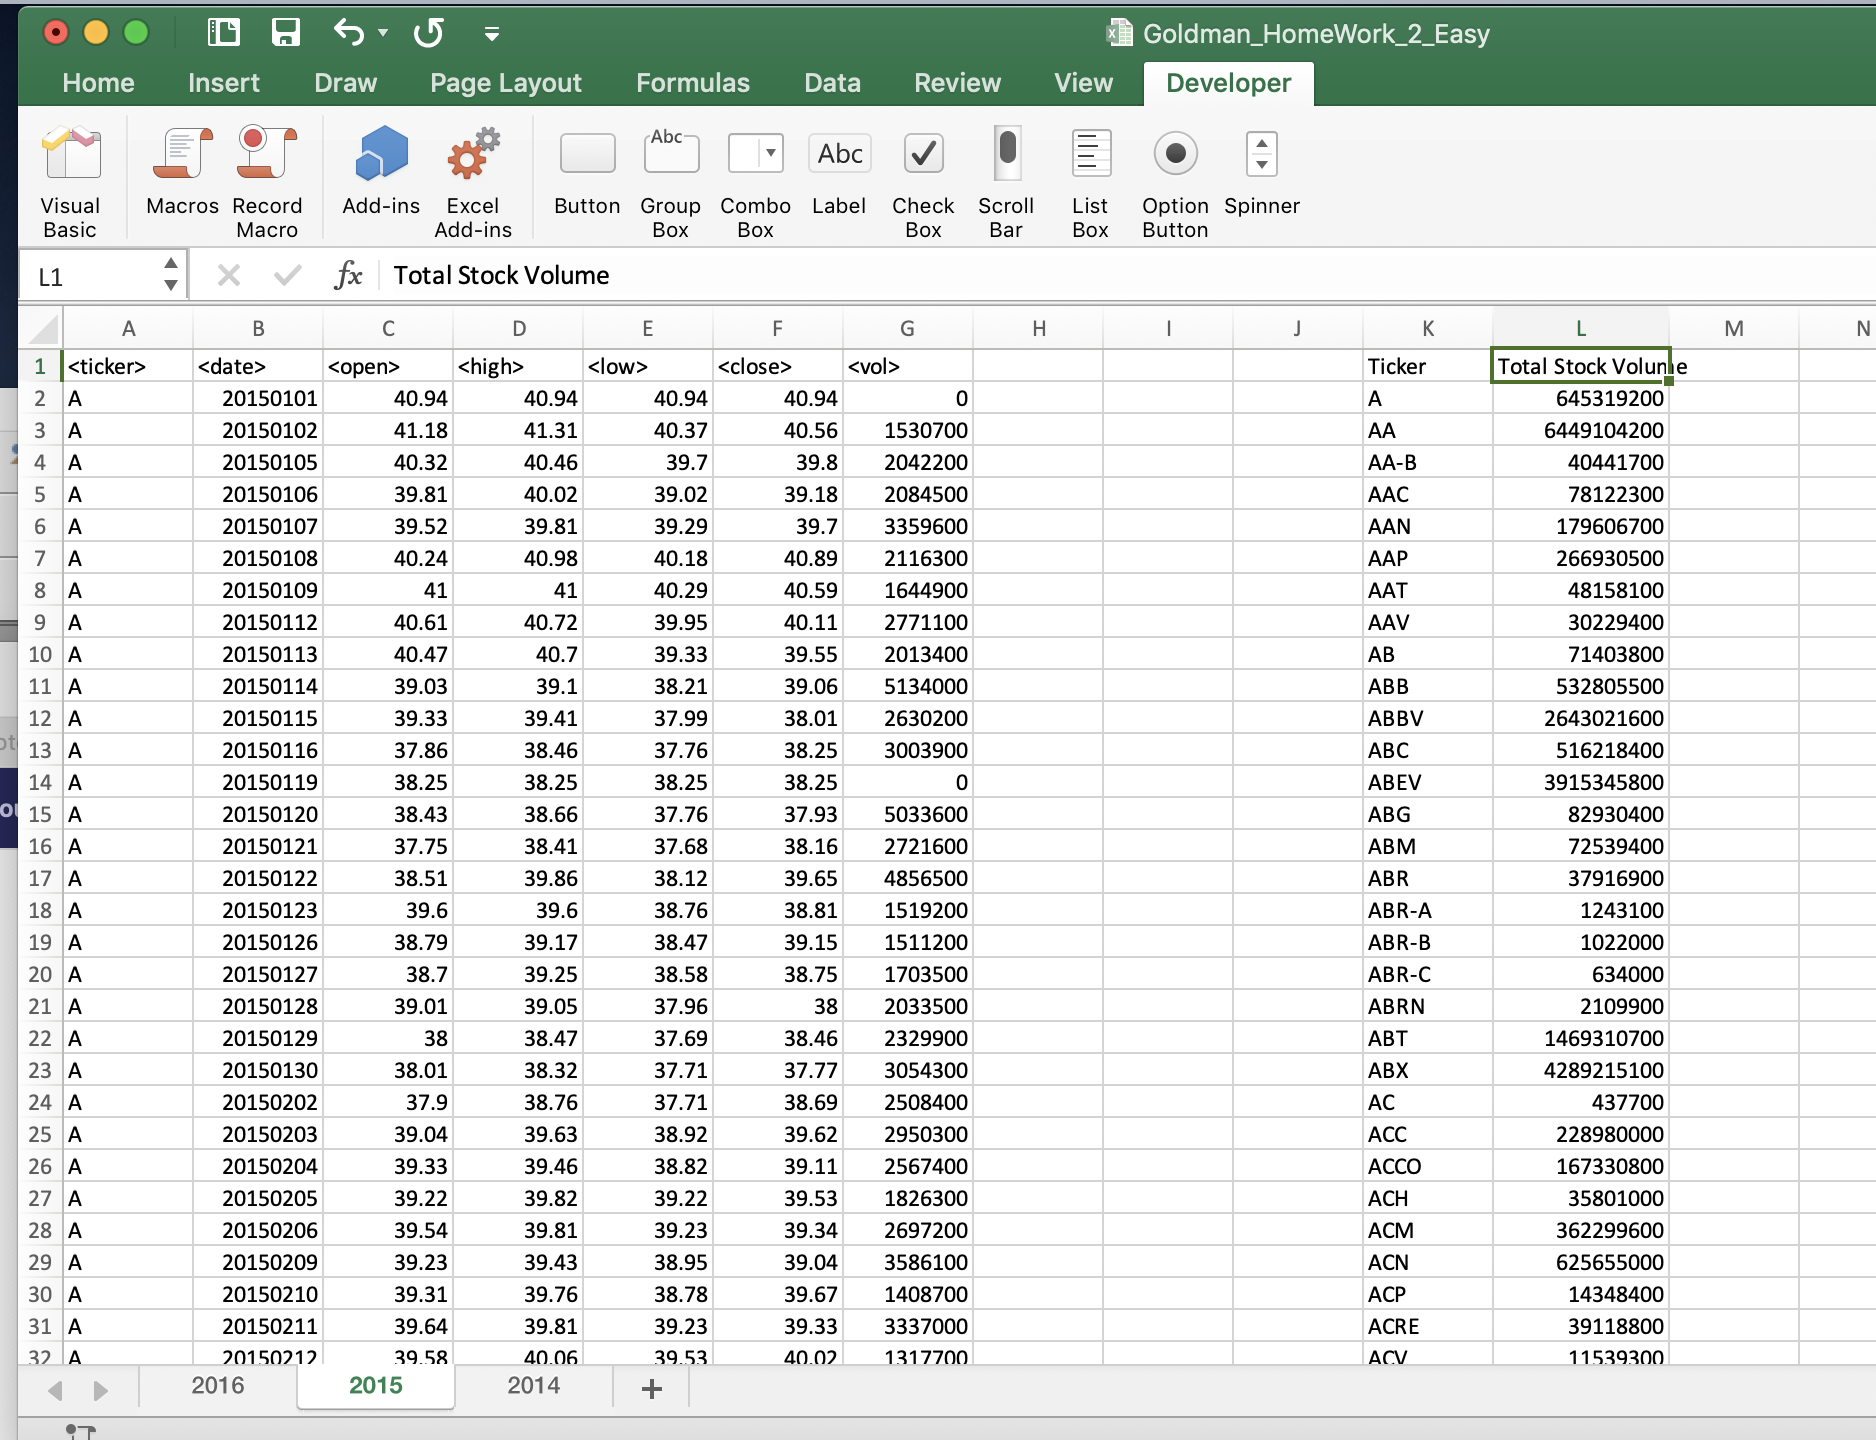 Goldman_HomeWork_2_Easy
Home Insert Draw Page Layout Formulas Data Review View Developer
Abc Abc
Visual Basic Macros Record Macro Add-ins Excel Add-ins Button Group Box Combo Box Label Check Box Scroll Bar List Box Option Button Spinner
L1 fx Total Stock Volume
A B C D E F G H I J K L M N
1 <ticker> <date> <open> <high> <low> <close> <vol> Ticker Total Stock Volume
2 A 20150101 40.94 40.94 40.94 40.94 0 A 645319200
3 A 20150102 41.18 41.31 40.37 40.56 1530700 AA 6449104200
4 A 20150105 40.32 40.46 39.7 39.8 2042200 AA-B 40441700
5 A 20150106 39.81 40.02 39.02 39.18 2084500 AAC 78122300
6 A 20150107 39.52 39.81 39.29 39.7 3359600 AAN 179606700
7 A 20150108 40.24 40.98 40.18 40.89 2116300 AAP 266930500
8 A 20150109 41 41 40.29 40.59 1644900 AAT 48158100
9 A 20150112 40.61 40.72 39.95 40.11 2771100 AAV 30229400
10 A 20150113 40.47 40.7 39.33 39.55 2013400 AB 71403800
11 A 20150114 39.03 39.1 38.21 39.06 5134000 ABB 532805500
12 A 20150115 39.33 39.41 37.99 38.01 2630200 ABBV 2643021600
13 A 20150116 37.86 38.46 37.76 38.25 3003900 ABC 516218400
14 A 20150119 38.25 38.25 38.25 38.25 0 ABEV 3915345800
15 A 20150120 38.43 38.66 37.76 37.93 5033600 ABG 82930400
16 A 20150121 37.75 38.41 37.68 38.16 2721600 ABM 72539400
17 A 20150122 38.51 39.86 38.12 39.65 4856500 ABR 37916900
18 A 20150123 39.6 39.6 38.76 38.81 1519200 ABR-A 1243100
19 A 20150126 38.79 39.17 38.47 39.15 1511200 ABR-B 1022000
20 A 20150127 38.7 39.25 38.58 38.75 1703500 ABR-C 634000
21 A 20150128 39.01 39.05 37.96 38 2033500 ABRN 2109900
22 A 20150129 38 38.47 37.69 38.46 2329900 ABT 1469310700
23 A 20150130 38.01 38.32 37.71 37.77 3054300 ABX 4289215100
24 A 20150202 37.9 38.76 37.71 38.69 2508400 AC 437700
25 A 20150203 39.04 39.63 38.92 39.62 2950300 ACC 228980000
26 A 20150204 39.33 39.46 38.82 39.11 2567400 ACCO 167330800
27 A 20150205 39.22 39.82 39.22 39.53 1826300 ACH 35801000
28 A 20150206 39.54 39.81 39.23 39.34 2697200 ACM 362299600
29 A 20150209 39.23 39.43 38.95 39.04 3586100 ACN 625655000
30 A 20150210 39.31 39.76 38.78 39.67 1408700 ACP 14348400
31 A 20150211 39.64 39.81 39.23 39.33 3337000 ACRE 39118800
32 A 20150212 39.58 40.06 39.53 40.02 1317700 ACV 11539300
2016 2015 2014 +